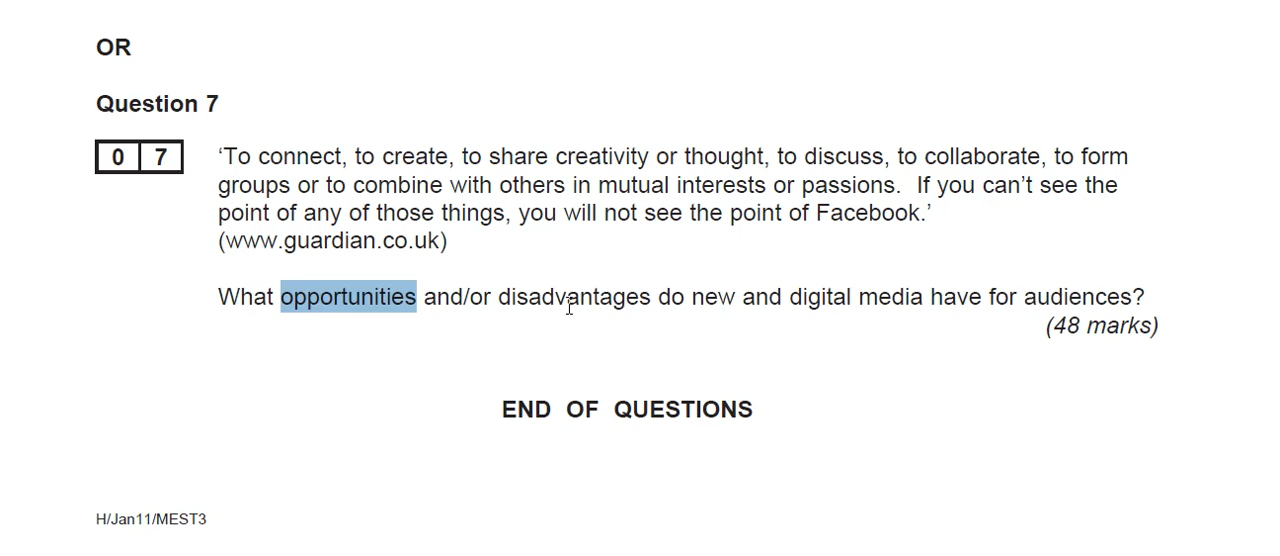 OR
Question 7
0 7 ‘To connect, to create, to share creativity or thought, to discuss, to collaborate, to form
groups or to combine with others in mutual interests or passions. If you can’t see the
point of any of those things, you will not see the point of Facebook.’
(www.guardian.co.uk)
What opportunities and/or disadvantages do new and digital media have for audiences?
(48 marks)
END OF QUESTIONS
H/Jan11/MEST3